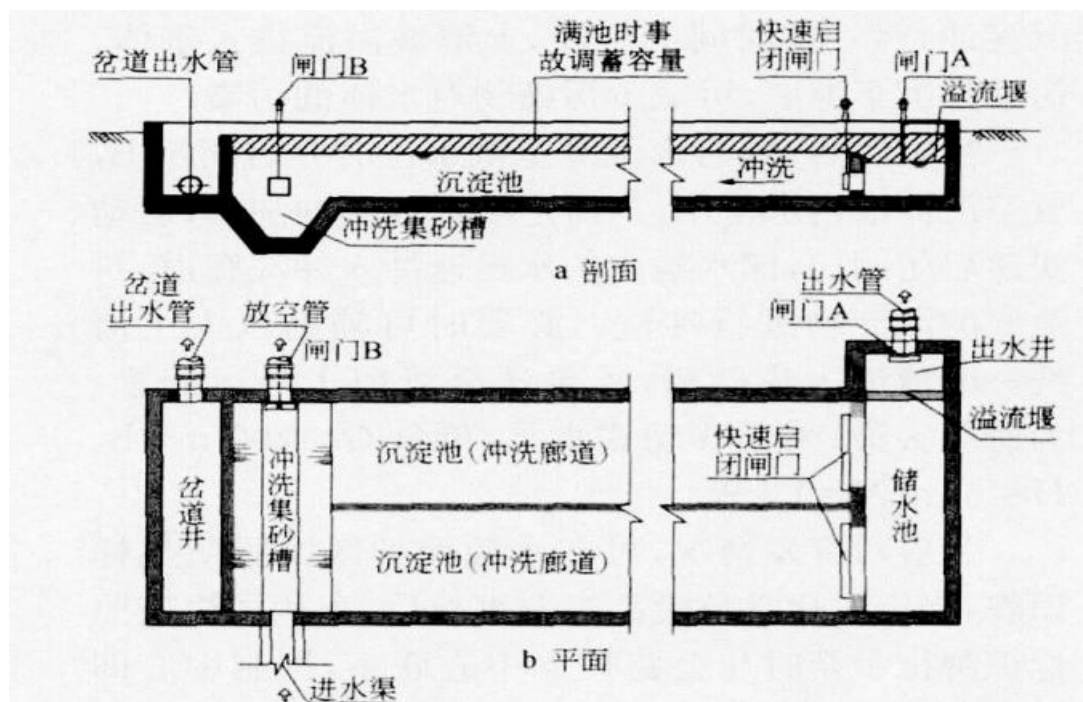 满池时事
故调蓄容量
快速启
闭闸门
闸门A
溢流堰
岔道出水管
闸门B
沉淀池
冲洗
冲洗集砂槽
a 剖面
岔道
出水管
放空管
闸门B
出水管
闸门A
出水井
溢流堰
沉淀池(冲洗廊道)
快速启
闭闸门
储水池
岔道井
冲洗集砂槽
沉淀池(冲洗廊道)
b 平面
进水渠